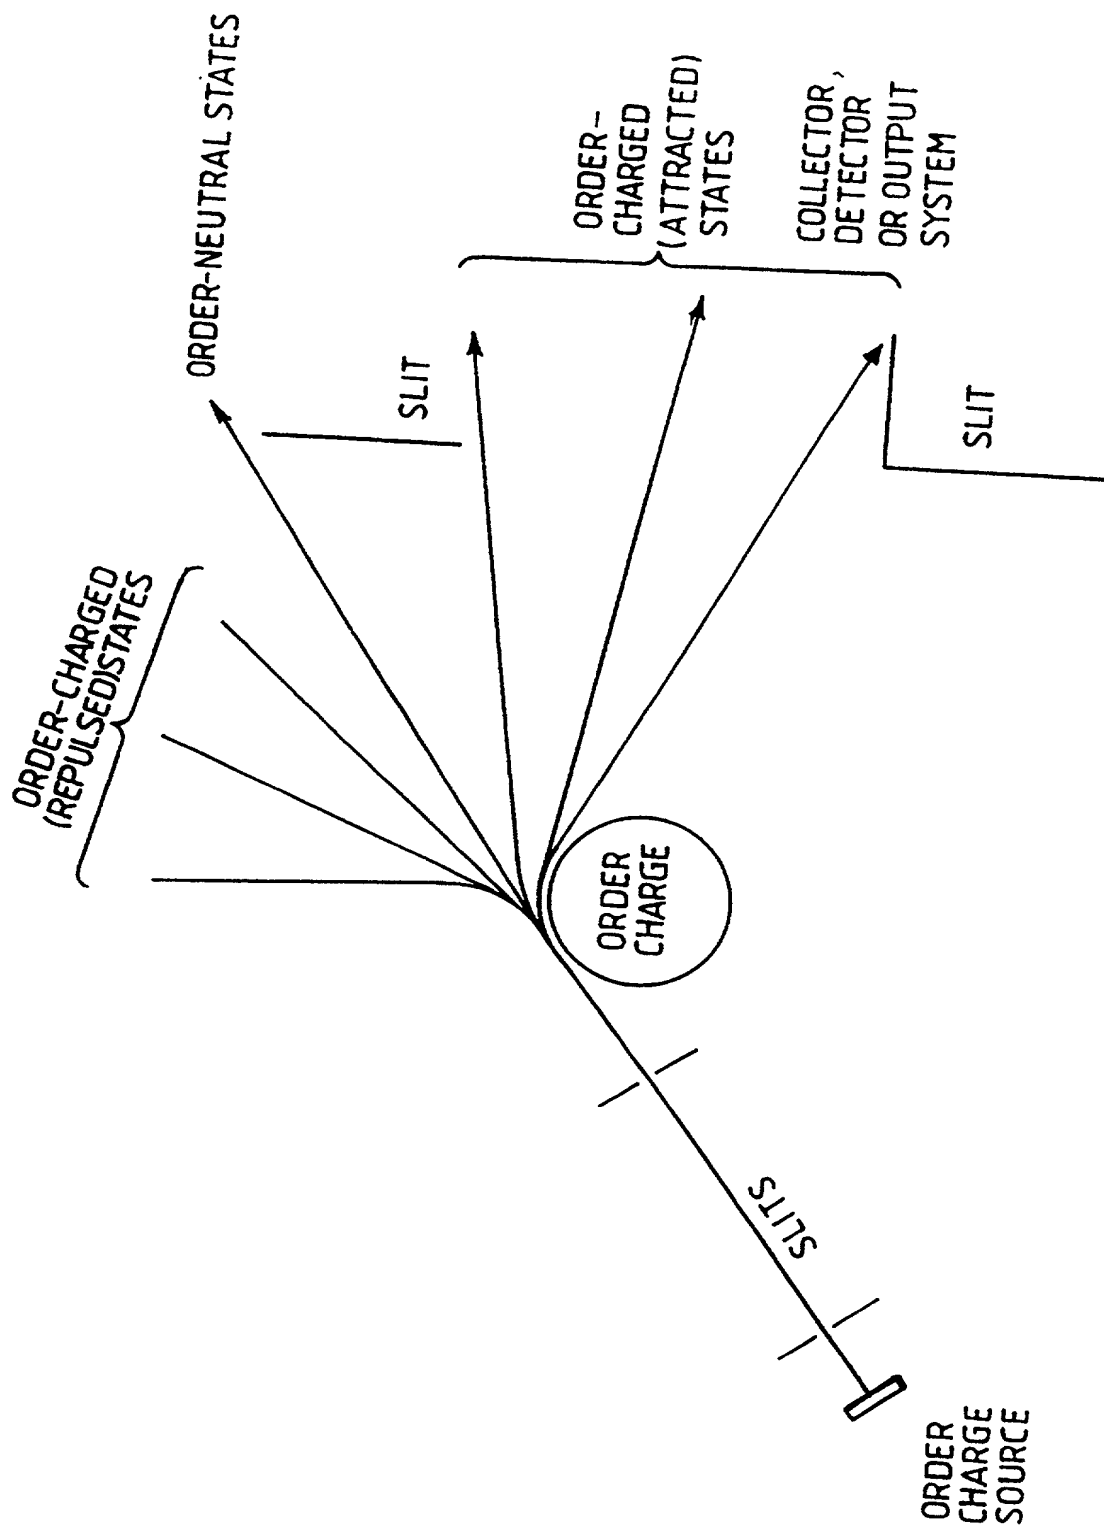 ORDER-NEUTRAL STATES
ORDER-CHARGED
(REPULSED)STATES
SLIT
ORDER-
CHARGED
(ATTRACTED)
STATES
COLLECTOR,
DETECTOR
OR OUTPUT
SYSTEM
SLIT
ORDER
CHARGE
SLITS
ORDER
CHARGE
SOURCE